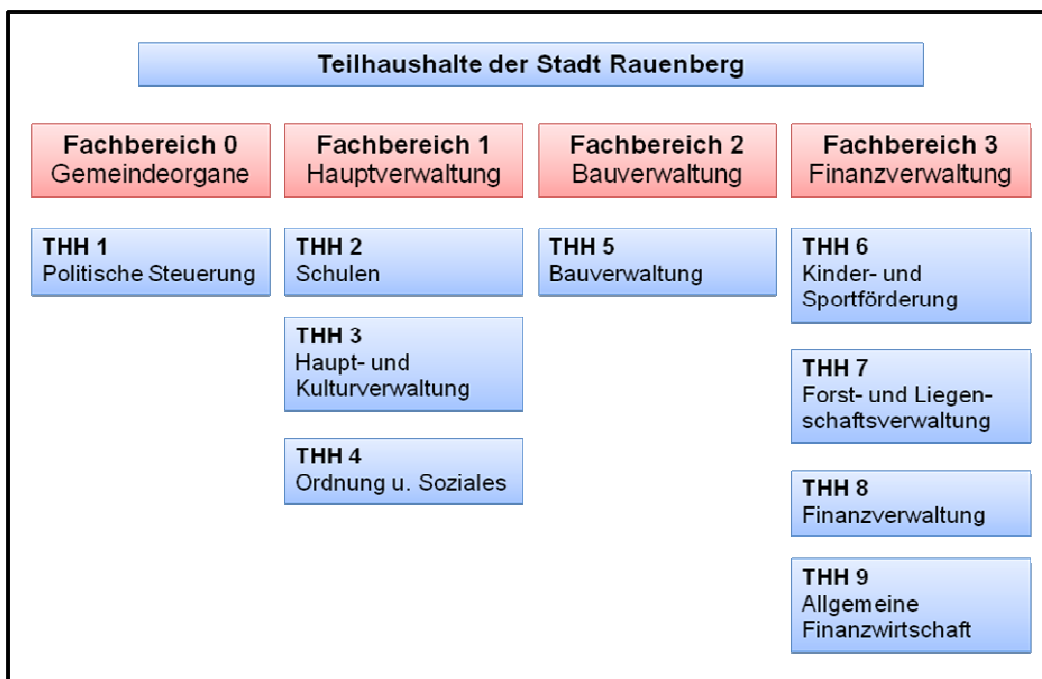 Teilhaushalte der Stadt Rauenberg
Fachbereich 0
Gemeindeorgane
Fachbereich 1
Hauptverwaltung
Fachbereich 2
Bauverwaltung
Fachbereich 3
Finanzverwaltung
THH 1
Politische Steuerung
THH 2
Schulen
THH 3
Haupt- und
Kulturverwaltung
THH 4
Ordnung u. Soziales
THH 5
Bauverwaltung
THH 6
Kinder- und
Sportförderung
THH 7
Forst- und Liegen-
schaftsverwaltung
THH 8
Finanzverwaltung
THH 9
Allgemeine
Finanzwirtschaft